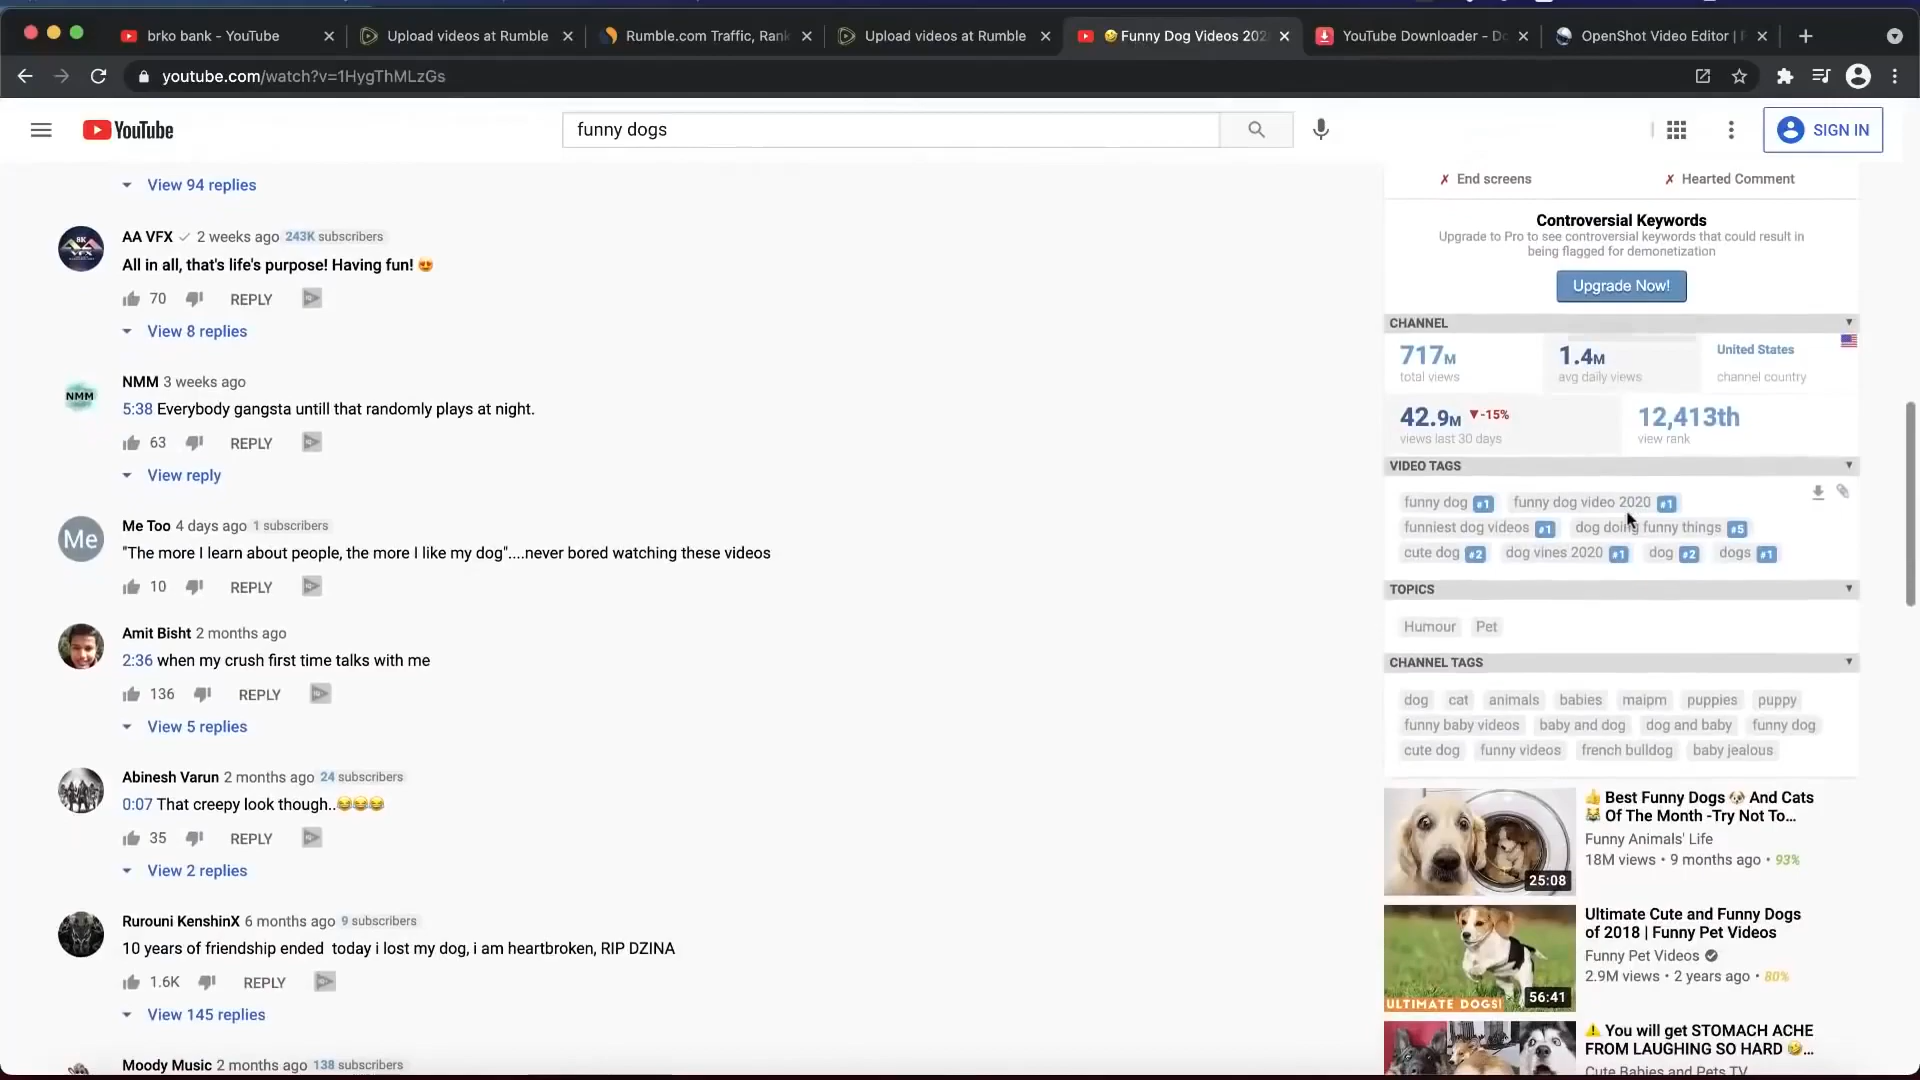 brko bank - YouTube
Upload videos at Rumble
Rumble.com Traffic, Rank
Upload videos at Rumble
🤣 Funny Dog Videos 202
YouTube Downloader - Do
OpenShot Video Editor |
youtube.com/watch?v=1HygThMLzGs
YouTube
funny dogs
SIGN IN
View 94 replies
AA VFX 2 weeks ago 243K subscribers
All in all, that's life's purpose! Having fun! 😍
70 REPLY
View 8 replies
NMM
NMM 3 weeks ago
5:38 Everybody gangsta untill that randomly plays at night.
63 REPLY
View reply
Me
Me Too 4 days ago 1 subscribers
"The more I learn about people, the more I like my dog"....never bored watching these videos
10 REPLY
Amit Bisht 2 months ago
2:36 when my crush first time talks with me
136 REPLY
View 5 replies
Abinesh Varun 2 months ago 24 subscribers
0:07 That creepy look though..😂😂😂
35 REPLY
View 2 replies
Rurouni KenshinX 6 months ago 9 subscribers
10 years of friendship ended today i lost my dog, i am heartbroken, RIP DZINA
1.6K REPLY
View 145 replies
Moody Music 2 months ago 138 subscribers
✗ End screens ✗ Hearted Comment
Controversial Keywords
Upgrade to Pro to see controversial keywords that could result in
being flagged for demonetization
Upgrade Now!
CHANNEL
717M 1.4M United States
total views avg daily views channel country
42.9M ▼-15% 12,413th
views last 30 days view rank
VIDEO TAGS
funny dog #1 funny dog video 2020 #1
funniest dog videos #1 dog doing funny things #5
cute dog #2 dog vines 2020 #1 dog #2 dogs #1
TOPICS
Humour Pet
CHANNEL TAGS
dog cat animals babies maipm puppies puppy
funny baby videos baby and dog dog and baby funny dog
cute dog funny videos french bulldog baby jealous
👍 Best Funny Dogs 🐶 And Cats
😹 Of The Month -Try Not To...
Funny Animals' Life
18M views • 9 months ago • 93%
25:08
Ultimate Cute and Funny Dogs
of 2018 | Funny Pet Videos
Funny Pet Videos
2.9M views • 2 years ago • 80%
ULTIMATE DOGS!
56:41
⚠️ You will get STOMACH ACHE
FROM LAUGHING SO HARD 🤣...
Cute Babies and Pets TV